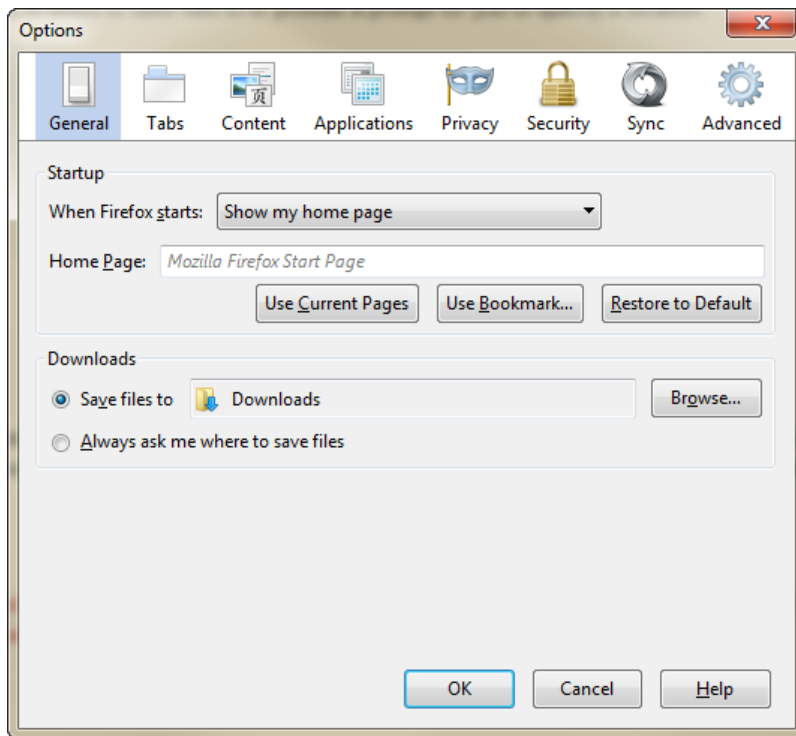 Options
General Tabs Content Applications Privacy Security Sync Advanced
页
Startup
When Firefox starts: Show my home page
Home Page: Mozilla Firefox Start Page
Use Current Pages Use Bookmark... Restore to Default
Downloads
Save files to Downloads Browse...
Always ask me where to save files
OK Cancel Help